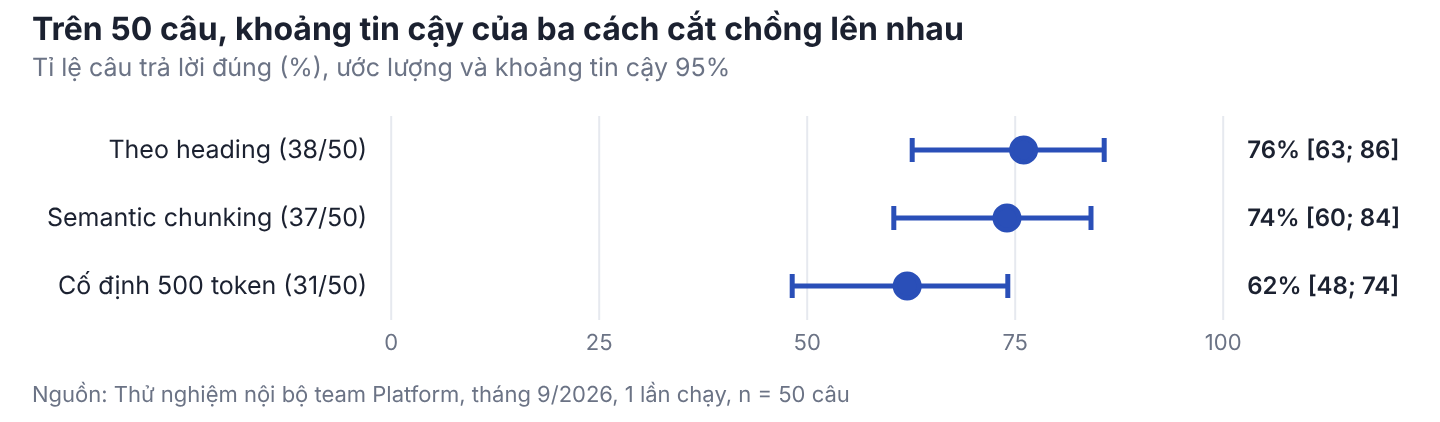 Trên 50 câu, khoảng tin cậy của ba cách cắt chồng lên nhau
Tỉ lệ câu trả lời đúng (%), ước lượng và khoảng tin cậy 95%
Theo heading (38/50) 76% [63; 86]
Semantic chunking (37/50) 74% [60; 84]
Cố định 500 token (31/50) 62% [48; 74]
0 25 50 75 100
Nguồn: Thử nghiệm nội bộ team Platform, tháng 9/2026, 1 lần chạy, n = 50 câu